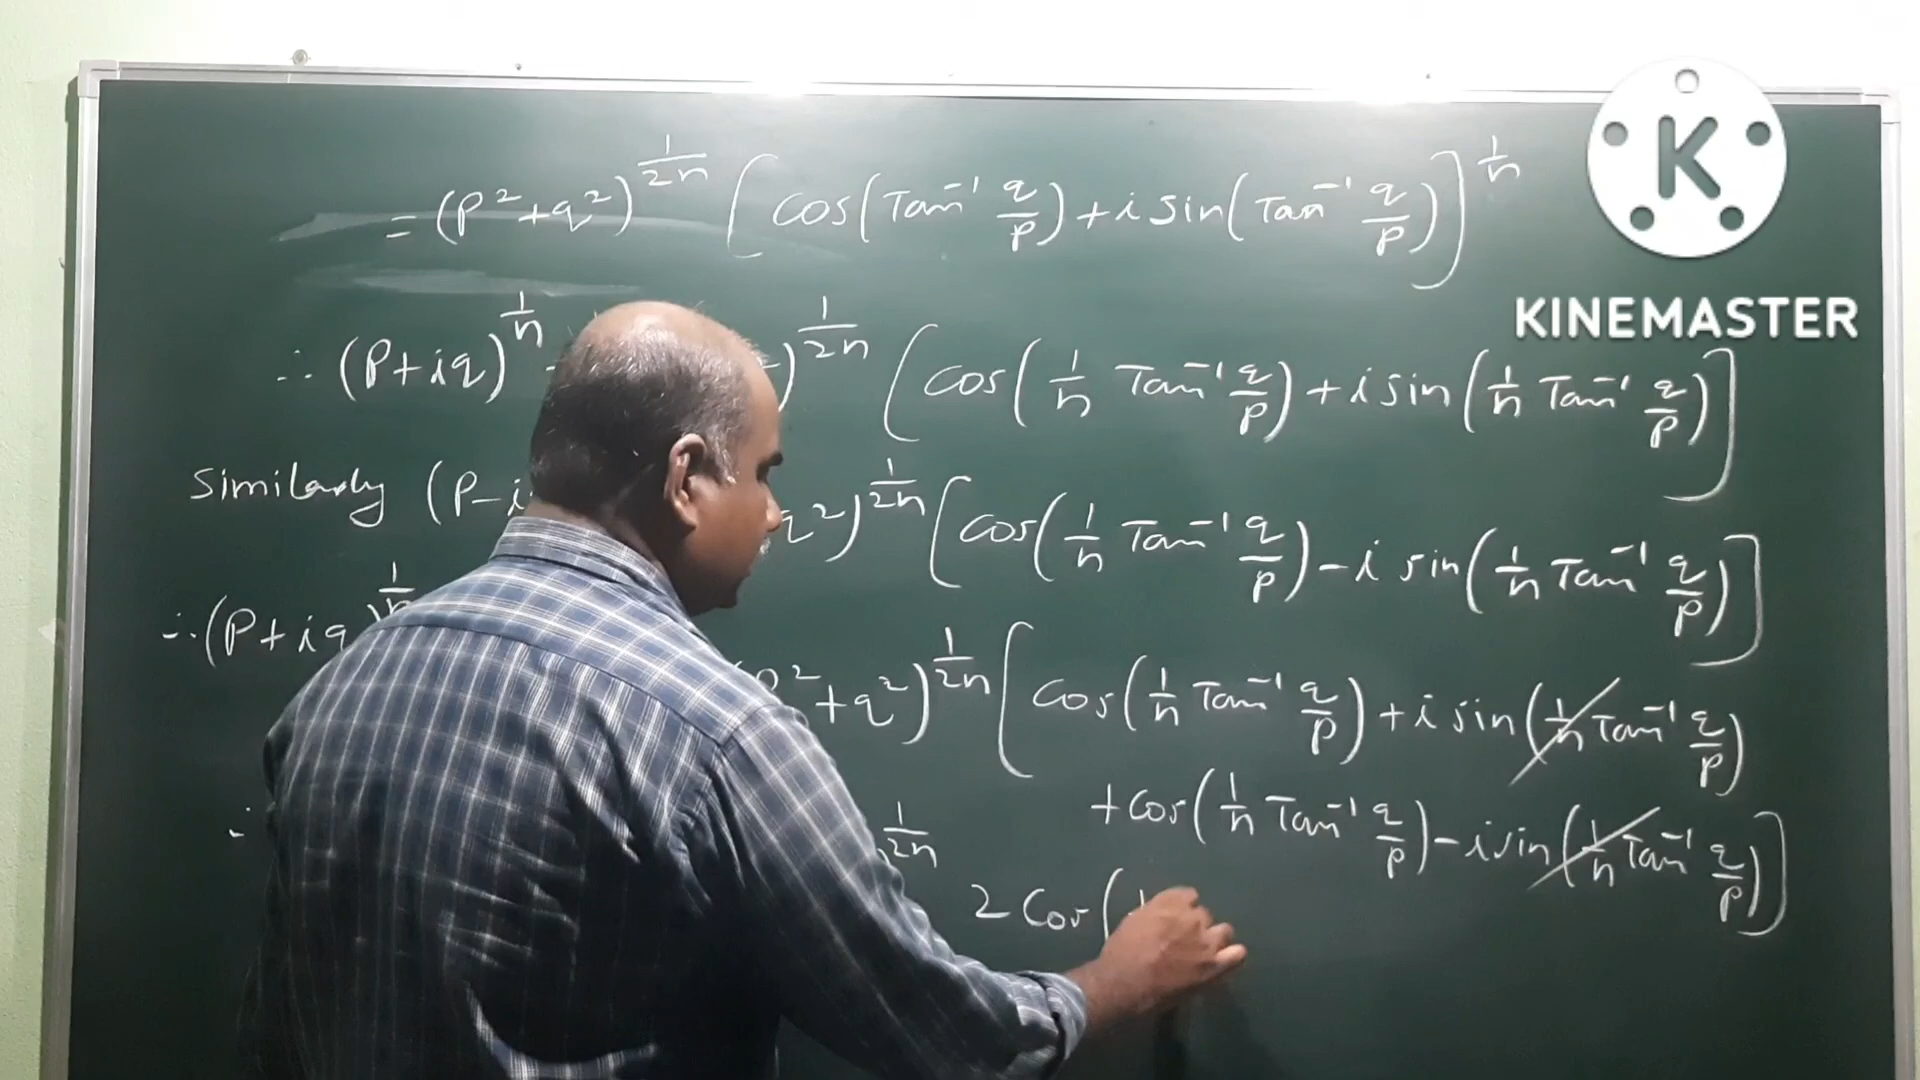 = (P²+q²)^{1/2n} [cos(Tan⁻¹ q/p)+i sin(Tan⁻¹ q/p)]^{1/n}
∴ (P+iq)^{1/n} )^{1/2n} [cos(1/n Tan⁻¹ q/p)+i sin(1/n Tan⁻¹ q/p)]
Similarly (P-i q²)^{1/2n} [cos(1/n Tan⁻¹ q/p)-i sin(1/n Tan⁻¹ q/p)]
∴(P+iq)^{1/n} ²+q²)^{1/2n} [cos(1/n Tan⁻¹ q/p)+i sin(1/n Tan⁻¹ q/p)
+cos(1/n Tan⁻¹ q/p)-i sin(1/n Tan⁻¹ q/p)]
^{1/2n} 2 cos(
K
KINEMASTER